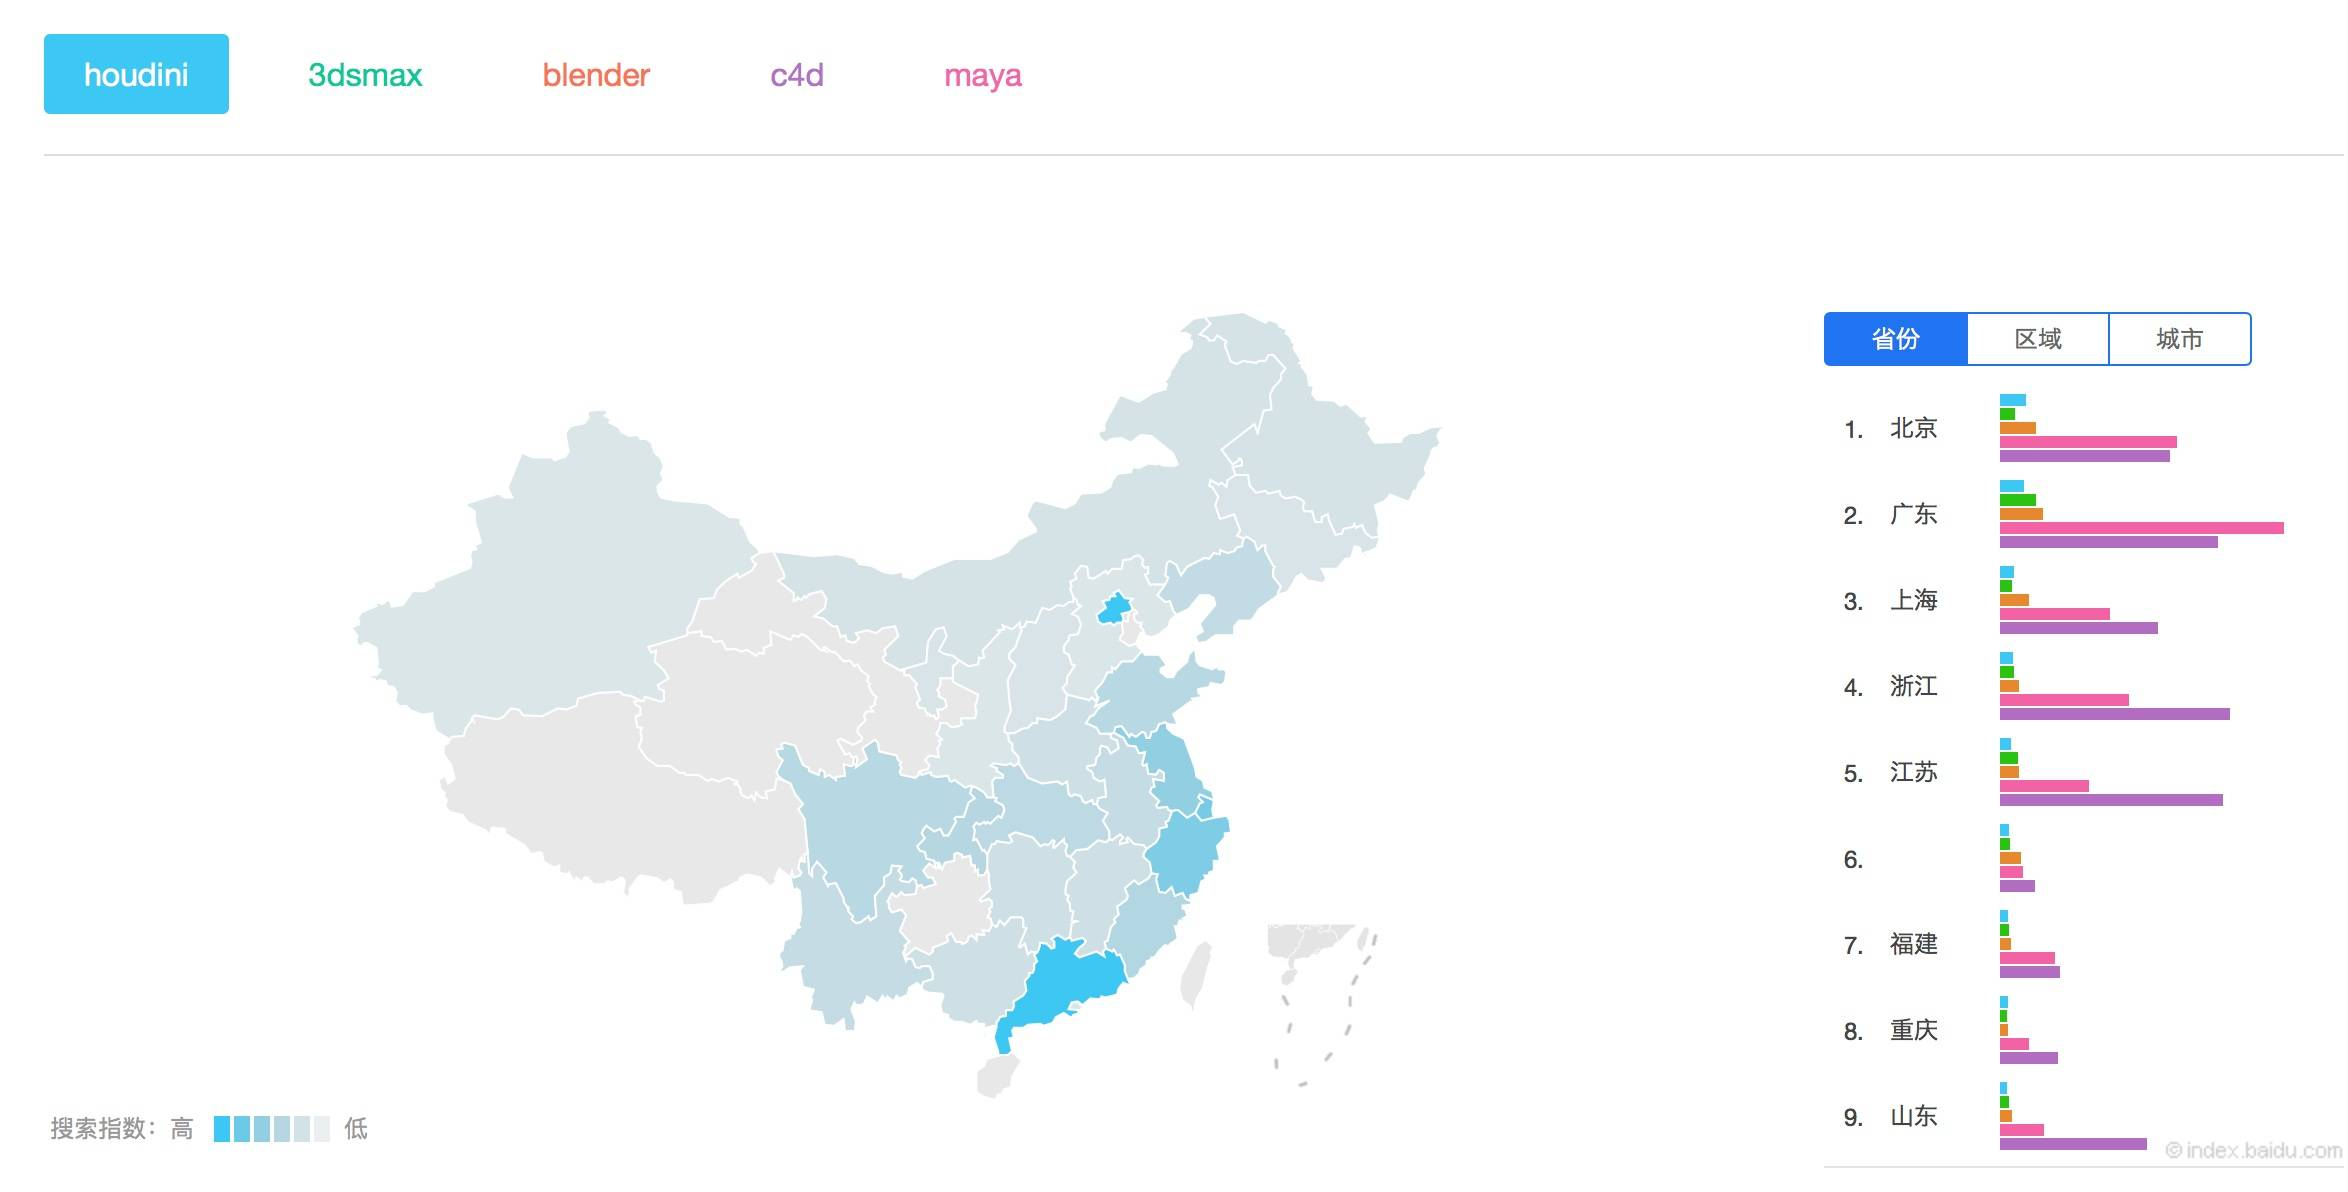 houdini 3dsmax blender c4d maya
省份 区域 城市
1. 北京
2. 广东
3. 上海
4. 浙江
5. 江苏
6.
7. 福建
8. 重庆
9. 山东
搜索指数：高 低
© index.baidu.com